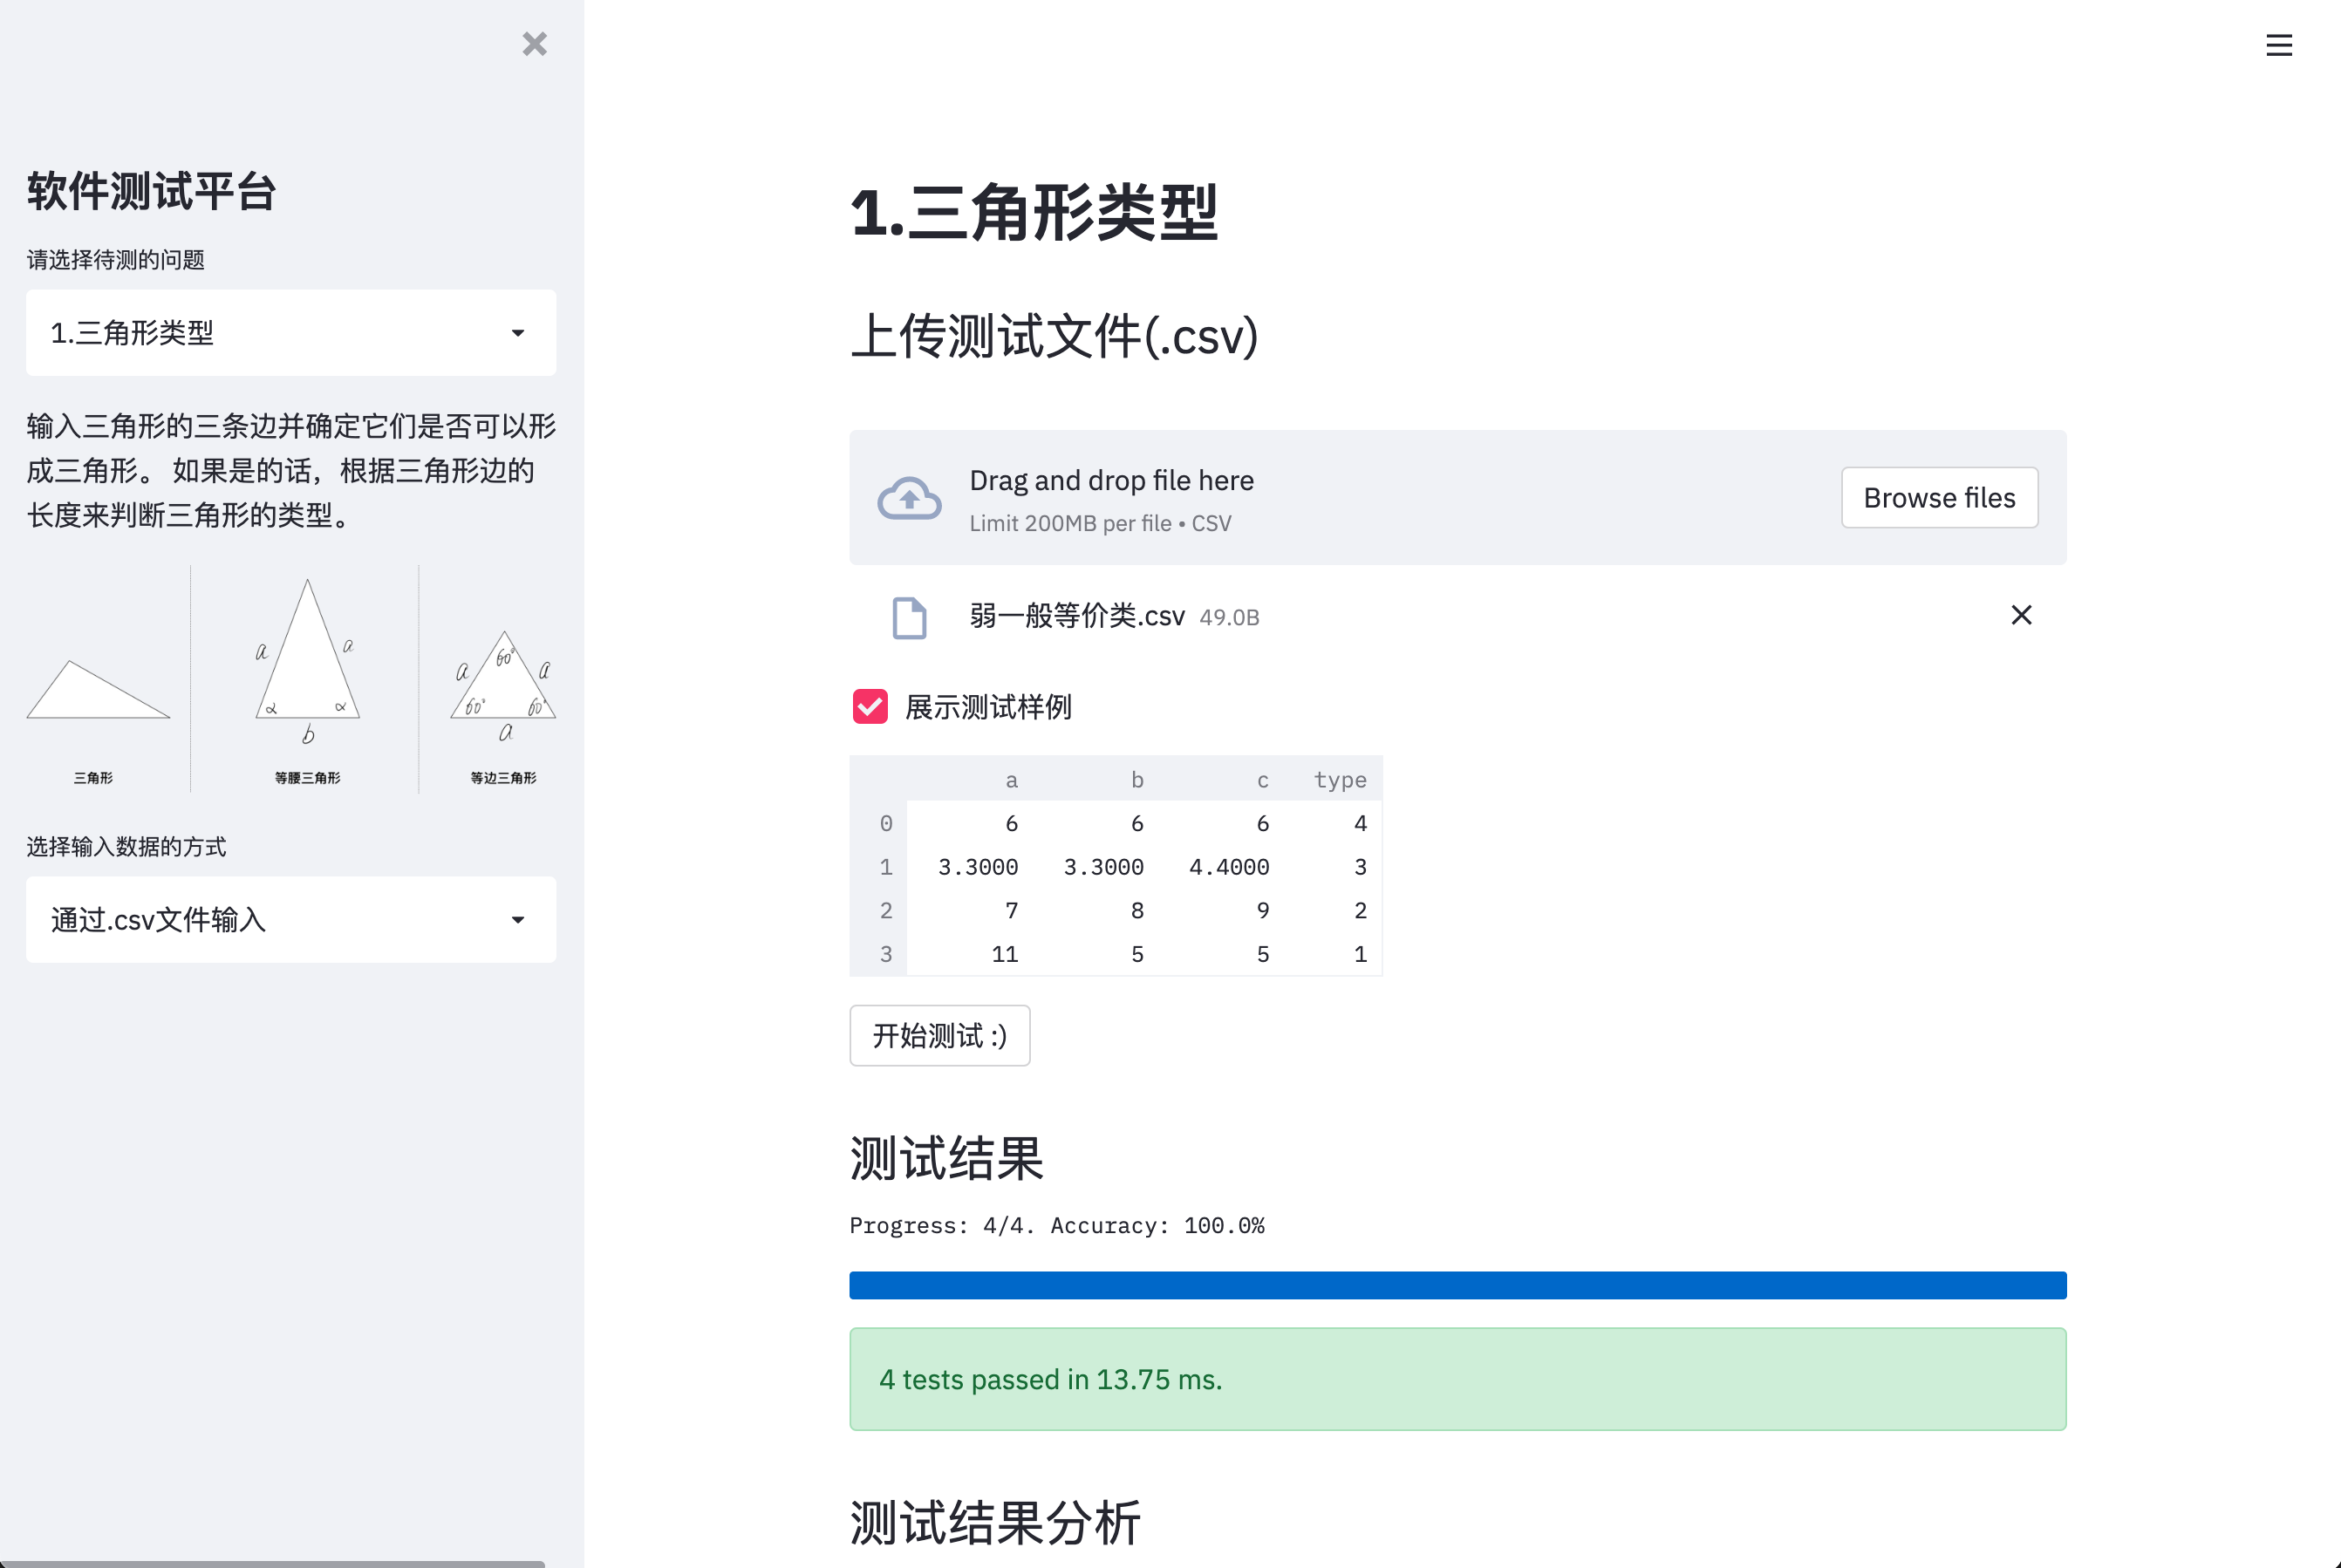 软件测试平台
请选择待测的问题
1.三角形类型
输入三角形的三条边并确定它们是否可以形
成三角形。 如果是的话，根据三角形边的
长度来判断三角形的类型。
a a α α b
a a 60° 60° 60° a
三角形 等腰三角形 等边三角形
选择输入数据的方式
通过.csv文件输入
1.三角形类型
上传测试文件(.csv)
Drag and drop file here
Limit 200MB per file • CSV
Browse files
弱一般等价类.csv 49.0B
展示测试样例
a b c type
0 6 6 6 4
1 3.3000 3.3000 4.4000 3
2 7 8 9 2
3 11 5 5 1
开始测试 :)
测试结果
Progress: 4/4. Accuracy: 100.0%
4 tests passed in 13.75 ms.
测试结果分析